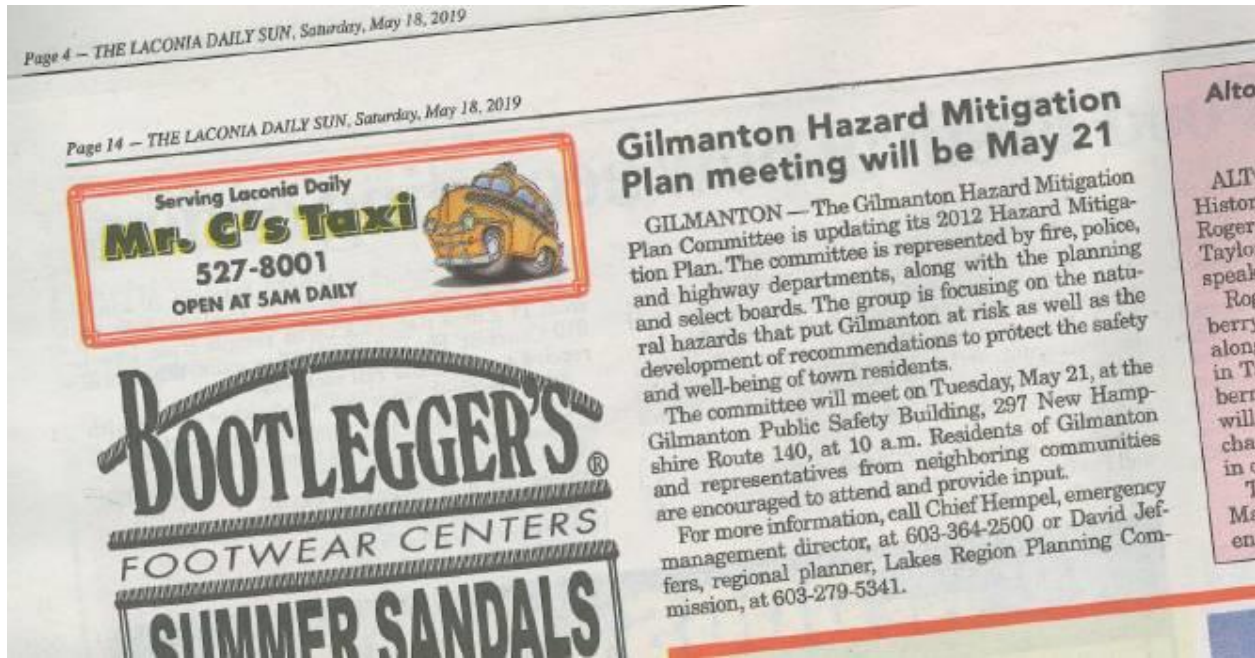 Page 4 – THE LACONIA DAILY SUN, Saturday, May 18, 2019
Page 14 – THE LACONIA DAILY SUN, Saturday, May 18, 2019
Serving Laconia Daily
Mr. C's Taxi
527-8001
OPEN AT 5AM DAILY
BOOTLEGGER'S®
FOOTWEAR CENTERS
SUMMER SANDALS
Gilmanton Hazard Mitigation
Plan meeting will be May 21
GILMANTON — The Gilmanton Hazard Mitigation
Plan Committee is updating its 2012 Hazard Mitiga-
tion Plan. The committee is represented by fire, police,
and highway departments, along with the planning
and select boards. The group is focusing on the natu-
ral hazards that put Gilmanton at risk as well as the
development of recommendations to protect the safety
and well-being of town residents.
The committee will meet on Tuesday, May 21, at the
Gilmanton Public Safety Building, 297 New Hamp-
shire Route 140, at 10 a.m. Residents of Gilmanton
and representatives from neighboring communities
are encouraged to attend and provide input.
For more information, call Chief Hempel, emergency
management director, at 603-364-2500 or David Jef-
fers, regional planner, Lakes Region Planning Com-
mission, at 603-279-5341.
Alto
ALT
Histor
Roger
Taylo
speak
Rog
berry
along
in T
berr
will
cha
in
T
Ma
en